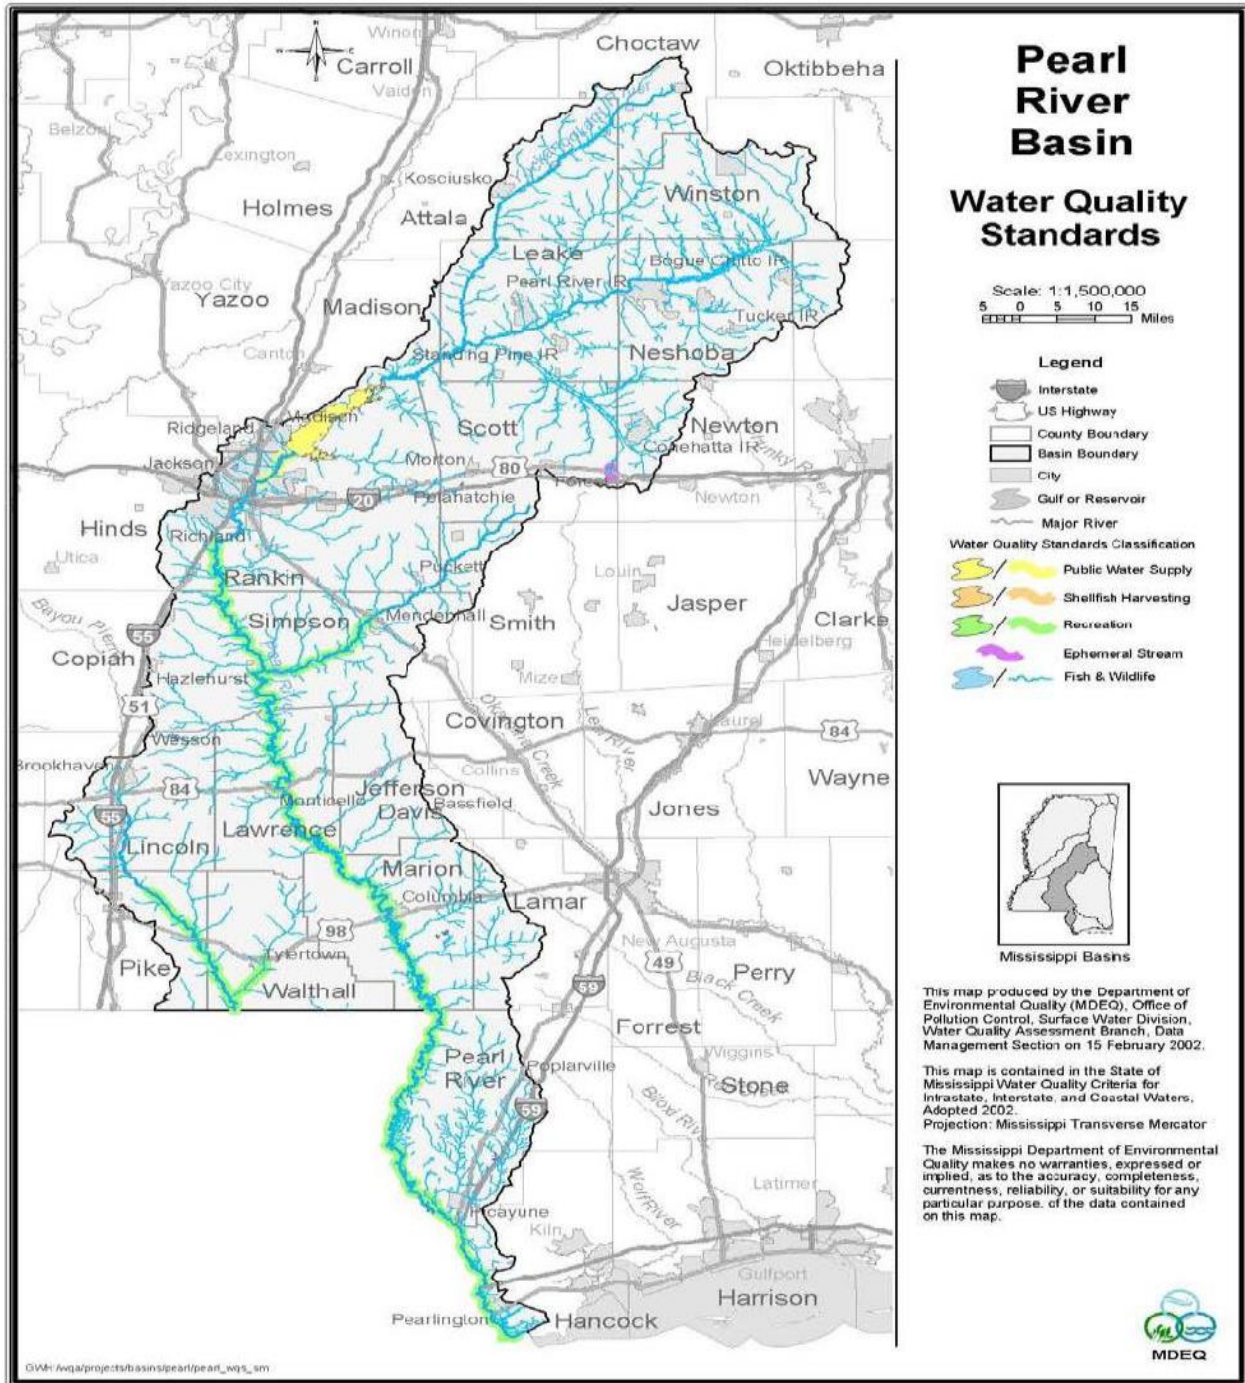 Pearl
River
Basin
Water Quality
Standards
Scale: 1:1,500,000
5 0 5 10 15 Miles
Legend
Interstate
US Highway
County Boundary
Basin Boundary
City
Gulf or Reservoir
Major River
Water Quality Standards Classification
Public Water Supply
Shellfish Harvesting
Recreation
Ephemeral Stream
Fish & Wildlife
Mississippi Basins
This map produced by the Department of
Environmental Quality (MDEQ), Office of
Pollution Control, Surface Water Division,
Water Quality Assessment Branch, Data
Management Section on 15 February 2002.
This map is contained in the State of
Mississippi Water Quality Criteria for
Intrastate, Interstate, and Coastal Waters,
Adopted 2002.
Projection: Mississippi Transverse Mercator
The Mississippi Department of Environmental
Quality makes no warranties, expressed or
implied, as to the accuracy, completeness,
currentness, reliability, or suitability for any
particular purpose. of the data contained
on this map.
MDEQ
Choctaw
Oktibbeha
Carroll
Vaiden
Belzoni
Lexington
Kosciusko
Winston
Holmes
Attala
Leake
Bogue Chitto IR
Yazoo City
Yazoo
Pearl River IR
Madison
Tucker IR
Canton
Standing Pine IR
Neshoba
Madison
Ridgeland
Scott
Newton
Conehatta IR
Jackson
Morton
80
20
Pelahatchie
Newton
Hinds
Richland
Utica
Rankin
Puckett
Louin
Jasper
Simpson
Mendenhall
Smith
Clarke
55
Copiah
Heidelberg
Hazlehurst
Mize
51
Covington
Okatoma Creek
Leaf River
Laurel
84
Wesson
Brookhaven
Collins
Wayne
84
Monticello
Jefferson
Davis
Bassfield
Jones
55
Lawrence
Lincoln
Marion
Columbia
Lamar
98
New Augusta
49
Tylertown
Perry
Black Creek
Pike
Walthall
59
Forrest
Pearl
River
Poplarville
Wiggins
Stone
59
Biloxi River
Wolf River
Latimer
Picayune
Kiln
Gulfport
Harrison
Pearlington
Hancock